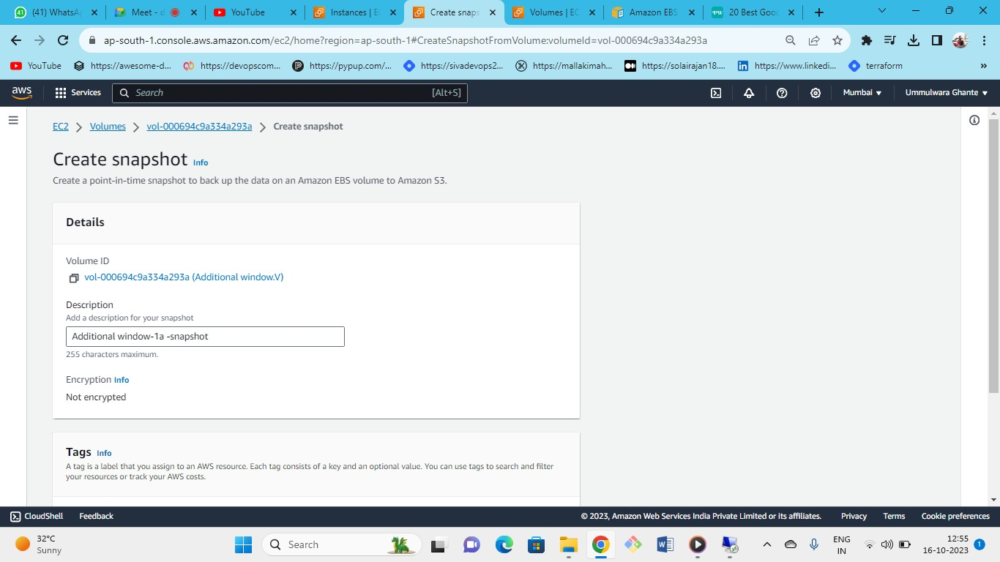 (41) WhatsA
Meet - d
YouTube
Instances | E
Create snaps
Volumes | EC
Amazon EBS
20 Best Goo
ap-south-1.console.aws.amazon.com/ec2/home?region=ap-south-1#CreateSnapshotFromVolume:volumeId=vol-000694c9a334a293a
YouTube
https://awesome-d...
https://devopscom...
https://pypup.com/...
https://sivadevops2...
https://mallakimah...
https://solairajan18....
https://www.linkedi...
terraform
aws
Services
Search
[Alt+S]
Mumbai
Ummulwara Ghante
EC2
Volumes
vol-000694c9a334a293a
Create snapshot
Create snapshot Info
Create a point-in-time snapshot to back up the data on an Amazon EBS volume to Amazon S3.
Details
Volume ID
vol-000694c9a334a293a (Additional window.V)
Description
Add a description for your snapshot
Additional window-1a -snapshot
255 characters maximum.
Encryption Info
Not encrypted
Tags Info
A tag is a label that you assign to an AWS resource. Each tag consists of a key and an optional value. You can use tags to search and filter
your resources or track your AWS costs.
CloudShell
Feedback
© 2023, Amazon Web Services India Private Limited or its affiliates.
Privacy
Terms
Cookie preferences
32°C
Sunny
Search
ENG
IN
12:55
16-10-2023
1